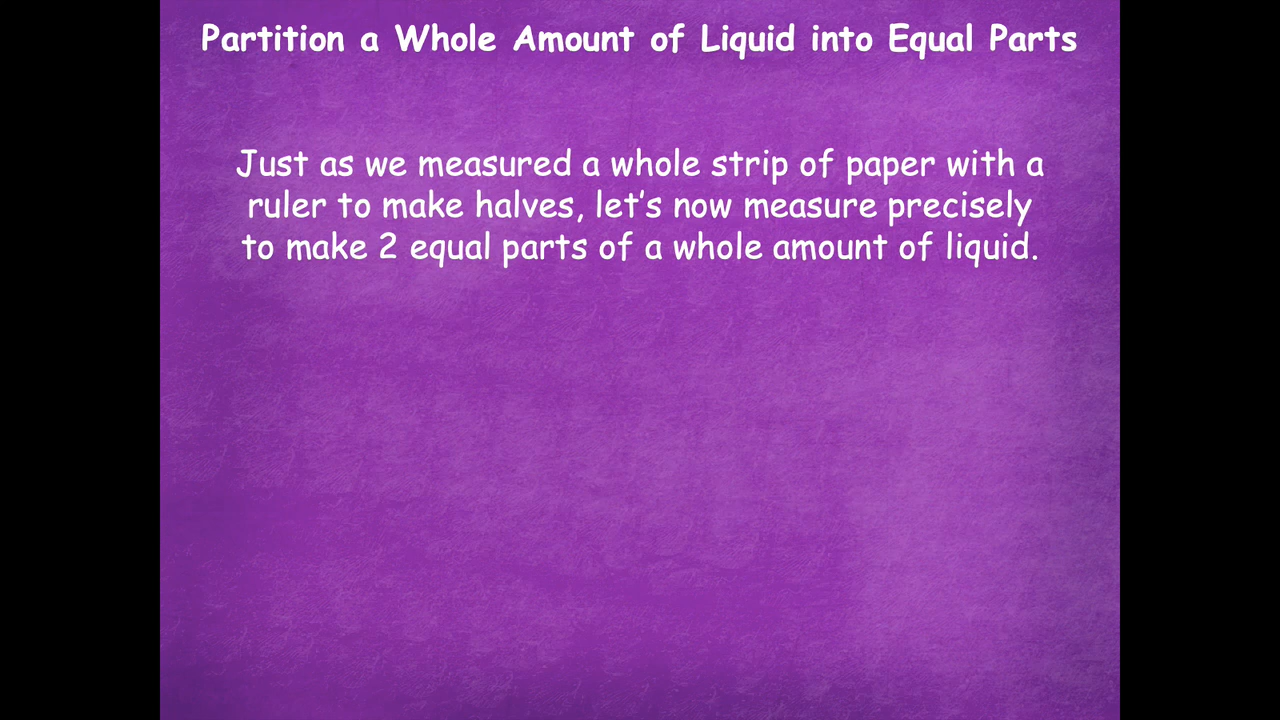 Partition a Whole Amount of Liquid into Equal Parts
Just as we measured a whole strip of paper with a
ruler to make halves, let’s now measure precisely
to make 2 equal parts of a whole amount of liquid.